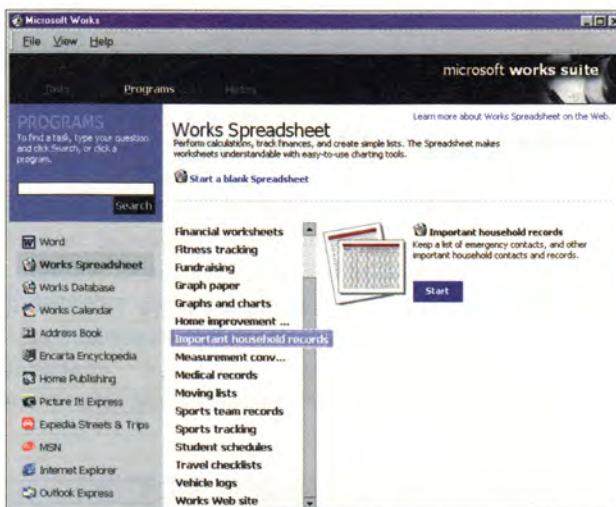 Microsoft Works
File View Help
microsoft works suite
Tasks Programs History
PROGRAMS
To find a task, type your question
and click Search, or click a
program.
Search
Word
Works Spreadsheet
Works Database
Works Calendar
Address Book
Encarta Encyclopedia
Home Publishing
Picture It! Express
Expedia Streets & Trips
MSN
Internet Explorer
Outlook Express
Learn more about Works Spreadsheet on the Web.
Works Spreadsheet
Perform calculations, track finances, and create simple lists. The Spreadsheet makes
worksheets understandable with easy-to-use charting tools.
Start a blank Spreadsheet
Financial worksheets
Fitness tracking
Fundraising
Graph paper
Graphs and charts
Home improvement ...
Important household records
Measurement conv...
Medical records
Moving lists
Sports team records
Sports tracking
Student schedules
Travel checklists
Vehicle logs
Works Web site
Important household records
Keep a list of emergency contacts, and other
important household contacts and records.
Start